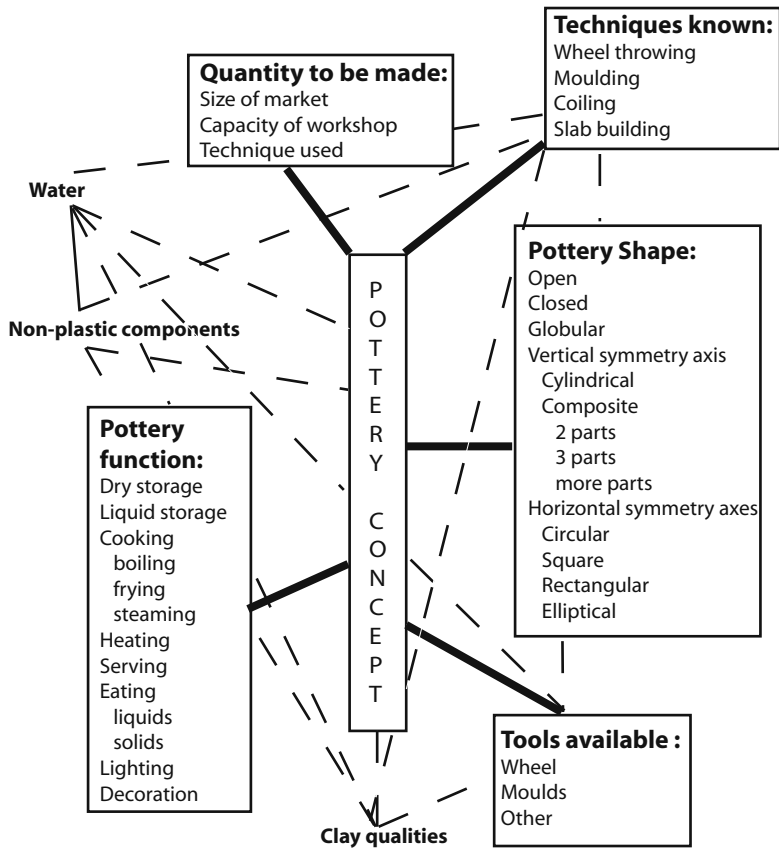 Techniques known:
Wheel throwing
Moulding
Coiling
Slab building
Quantity to be made:
Size of market
Capacity of workshop
Technique used
Water
Non-plastic components
POTTERY CONCEPT
Pottery Shape:
Open
Closed
Globular
Vertical symmetry axis
Cylindrical
Composite
2 parts
3 parts
more parts
Horizontal symmetry axes
Circular
Square
Rectangular
Elliptical
Pottery
function:
Dry storage
Liquid storage
Cooking
boiling
frying
steaming
Heating
Serving
Eating
liquids
solids
Lighting
Decoration
Tools available :
Wheel
Moulds
Other
Clay qualities